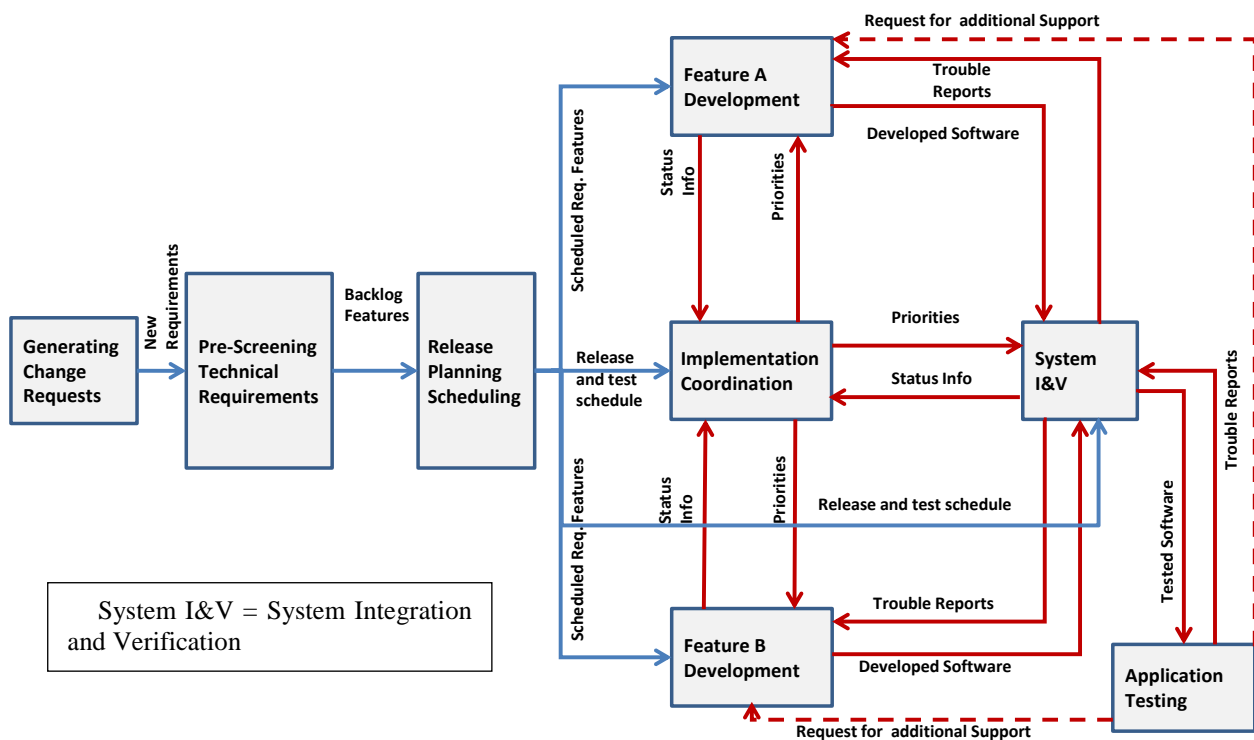 Request for additional Support
Feature A
Development
Trouble
Reports
Developed Software
Status
Info
Priorities
Scheduled Req. Features
New
Requirements
Backlog
Features
Generating
Change
Requests
Pre-Screening
Technical
Requirements
Release
Planning
Scheduling
Release
and test
schedule
Implementation
Coordination
Priorities
Status Info
System
I&V
Trouble Reports
Tested Software
Scheduled Req. Features
Status
Info
Priorities
Release and test schedule
System I&V = System Integration
and Verification
Feature B
Development
Trouble Reports
Developed Software
Application
Testing
Request for additional Support